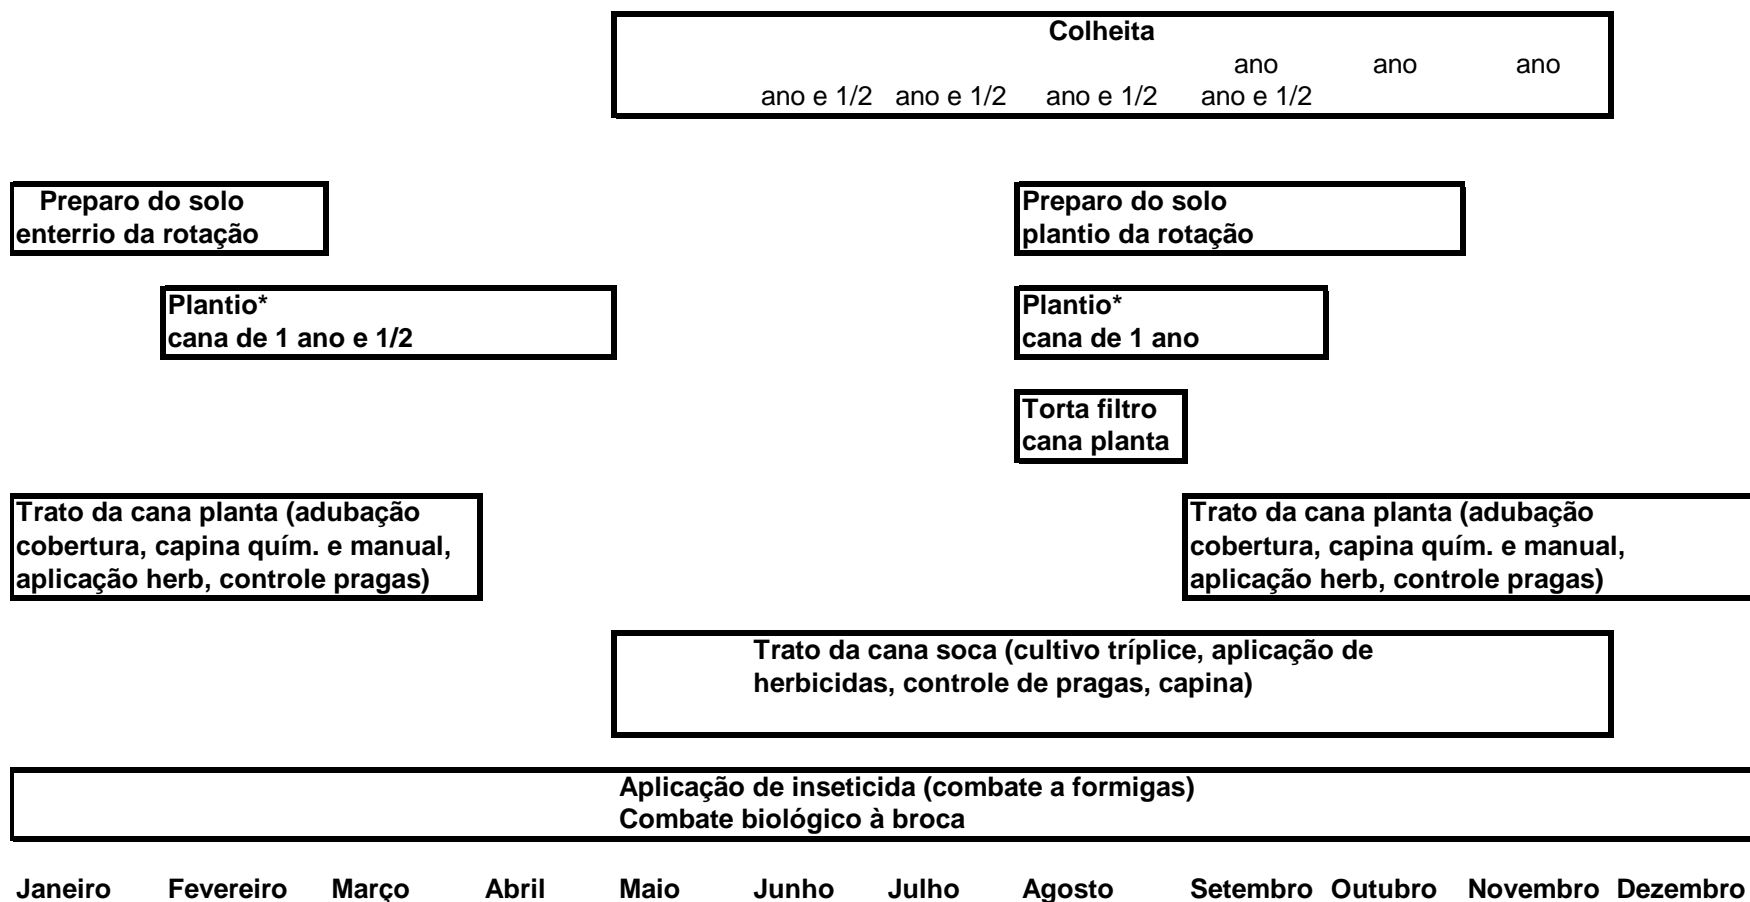 Colheita
ano ano ano
ano e 1/2 ano e 1/2 ano e 1/2 ano e 1/2
Preparo do solo
enterrio da rotação
Preparo do solo
plantio da rotação
Plantio*
cana de 1 ano e 1/2
Plantio*
cana de 1 ano
Torta filtro
cana planta
Trato da cana planta (adubação
cobertura, capina quím. e manual,
aplicação herb, controle pragas)
Trato da cana planta (adubação
cobertura, capina quím. e manual,
aplicação herb, controle pragas)
Trato da cana soca (cultivo tríplice, aplicação de
herbicidas, controle de pragas, capina)
Aplicação de inseticida (combate a formigas)
Combate biológico à broca
Janeiro Fevereiro Março Abril Maio Junho Julho Agosto Setembro Outubro Novembro Dezembro